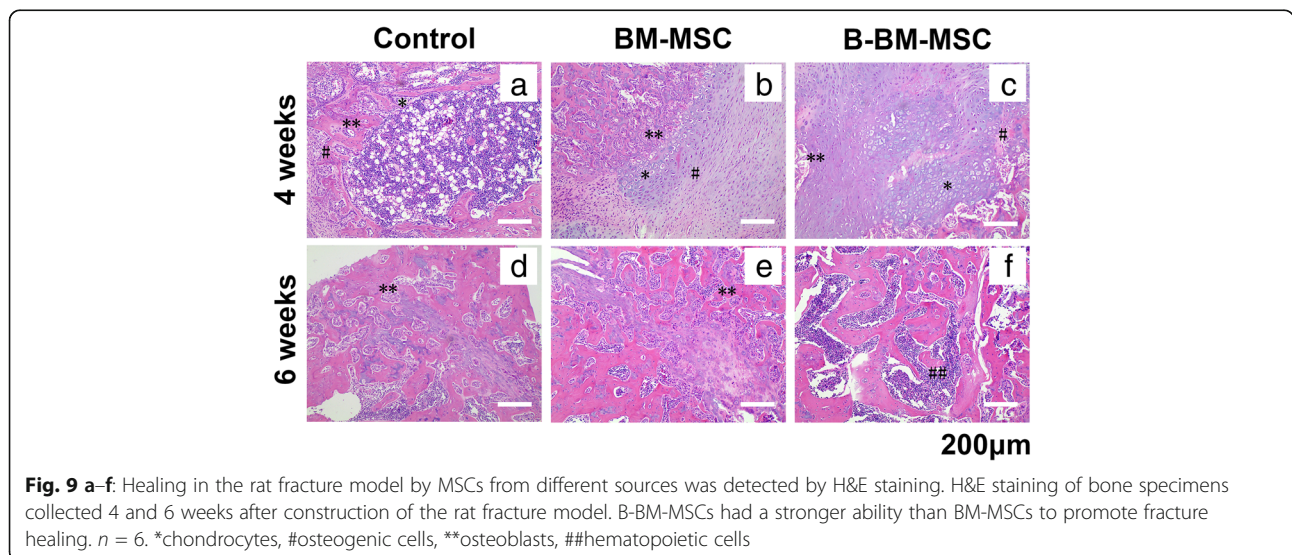 Control BM-MSC B-BM-MSC
4 weeks
a b c
* ** # ** * # ** # *
6 weeks
d e f
** ** ##
200µm
Fig. 9 a–f: Healing in the rat fracture model by MSCs from different sources was detected by H&E staining. H&E staining of bone specimens
collected 4 and 6 weeks after construction of the rat fracture model. B-BM-MSCs had a stronger ability than BM-MSCs to promote fracture
healing. n = 6. *chondrocytes, #osteogenic cells, **osteoblasts, ##hematopoietic cells